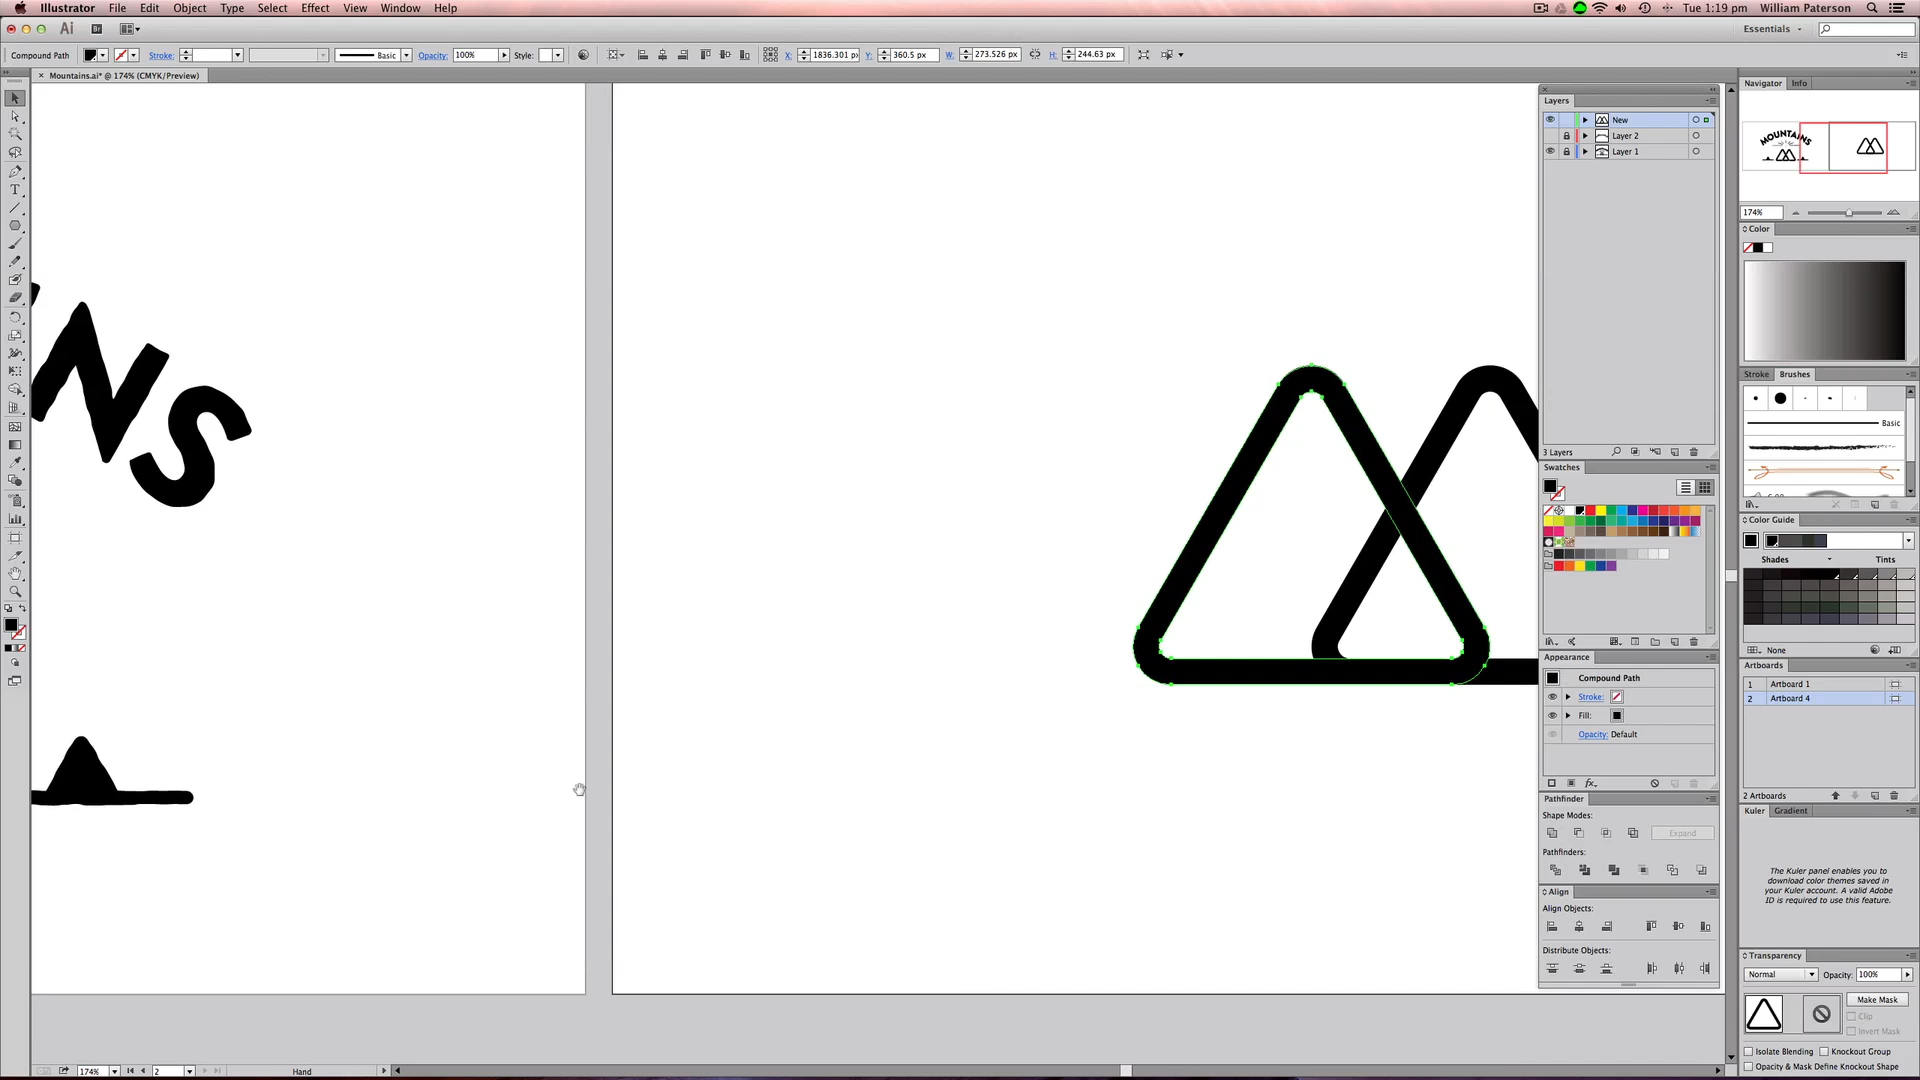 Illustrator File Edit Object Type Select Effect View Window Help
Tue 1:19 pm William Paterson
Ai Br Essentials
Compound Path Stroke: Basic Opacity: 100% Style: X: 1836.301 px Y: 360.5 px W: 273.526 px H: 244.63 px
Mountains.ai* @ 174% (CMYK/Preview)
NS
Layers
New
Layer 2
Layer 1
3 Layers
Swatches
Appearance
Compound Path
Stroke:
Fill:
Opacity: Default
fx
Pathfinder
Shape Modes:
Expand
Pathfinders:
Align
Align Objects:
Distribute Objects:
Navigator Info
MOUNTAINS
174%
Color
Stroke Brushes
Basic
Color Guide
Shades Tints
None
Artboards
1 Artboard 1
2 Artboard 4
2 Artboards
Kuler Gradient
The Kuler panel enables you to
download color themes saved in
your Kuler account. A valid Adobe
ID is required to use this feature.
Transparency
Normal Opacity: 100%
Make Mask
Clip
Invert Mask
Isolate Blending Knockout Group
Opacity & Mask Define Knockout Shape
174% 2 Hand